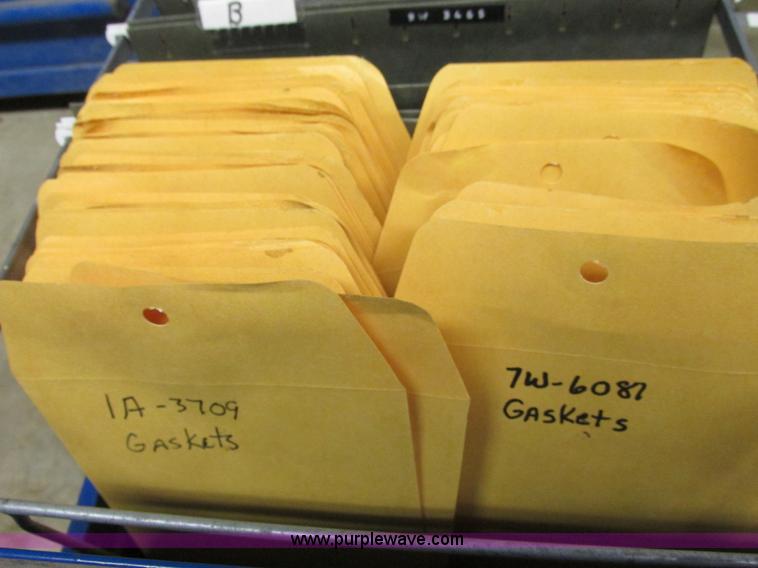 B
9W 3465
1A-3709
Gaskets
7W-6087
Gaskets
www.purplewave.com